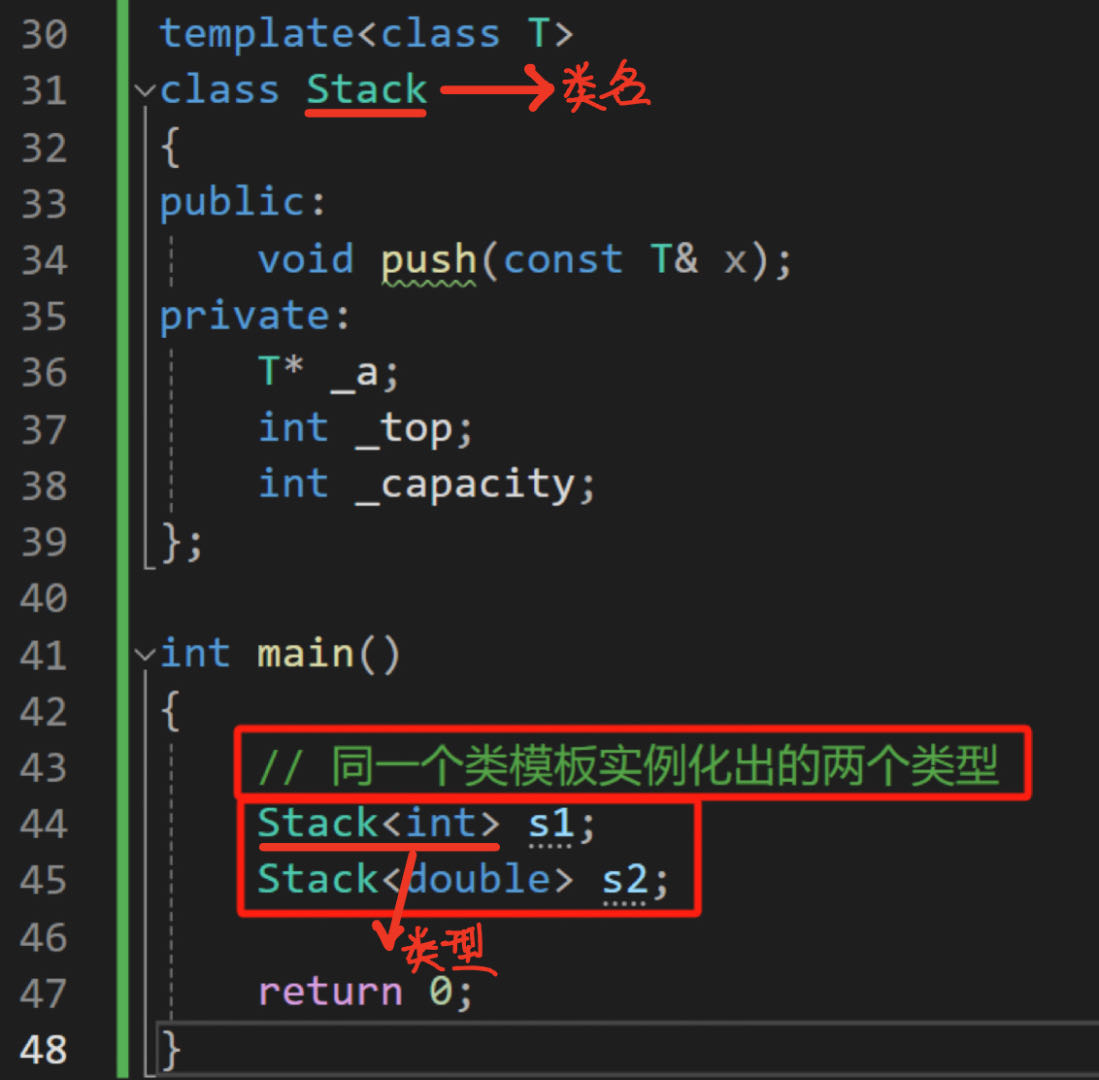 30 template<class T>
31 class Stack 类名
32 {
33 public:
34 void push(const T& x);
35 private:
36 T* _a;
37 int _top;
38 int _capacity;
39 };
40
41 int main()
42 {
43 // 同一个类模板实例化出的两个类型
44 Stack<int> s1;
45 Stack<double> s2;
46 类型
47 return 0;
48 }